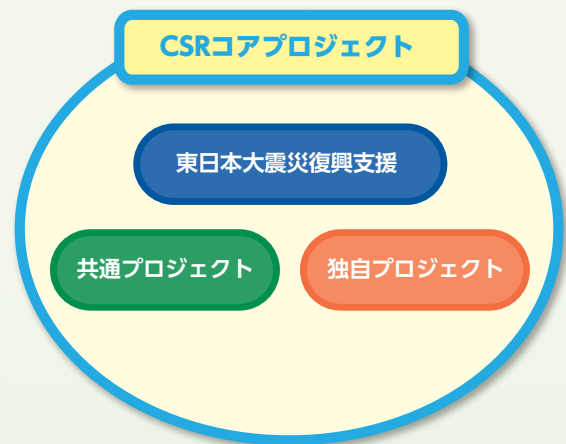 CSRコアプロジェクト
東日本大震災復興支援
共通プロジェクト
独自プロジェクト